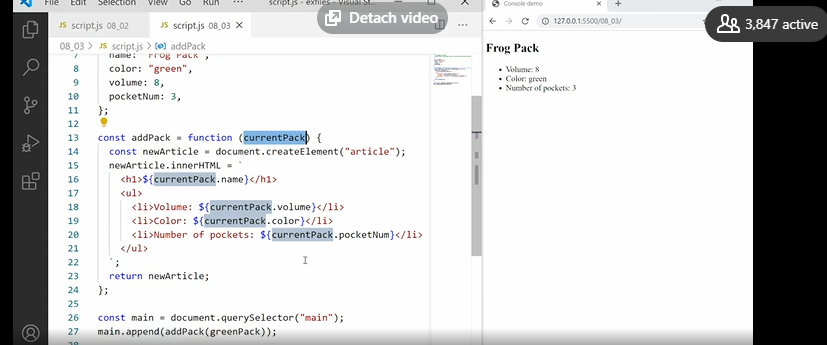 File Edit Selection View Go Run
script.js - exfiles - Visual St
Detach video
3,847 active
Console demo
script.js 08_02
script.js 08_03
127.0.0.1:5500/08_03/
08_03 > script.js > addPack
7 name: "Frog Pack",
8 color: "green",
9 volume: 8,
10 pocketNum: 3,
11 };
12
13 const addPack = function (currentPack) {
14 const newArticle = document.createElement("article");
15 newArticle.innerHTML = `
16 <h1>${currentPack.name}</h1>
17 <ul>
18 <li>Volume: ${currentPack.volume}</li>
19 <li>Color: ${currentPack.color}</li>
20 <li>Number of pockets: ${currentPack.pocketNum}</li>
21 </ul>
22 `;
23 return newArticle;
24 };
25
26 const main = document.querySelector("main");
27 main.append(addPack(greenPack));
Frog Pack
• Volume: 8
• Color: green
• Number of pockets: 3